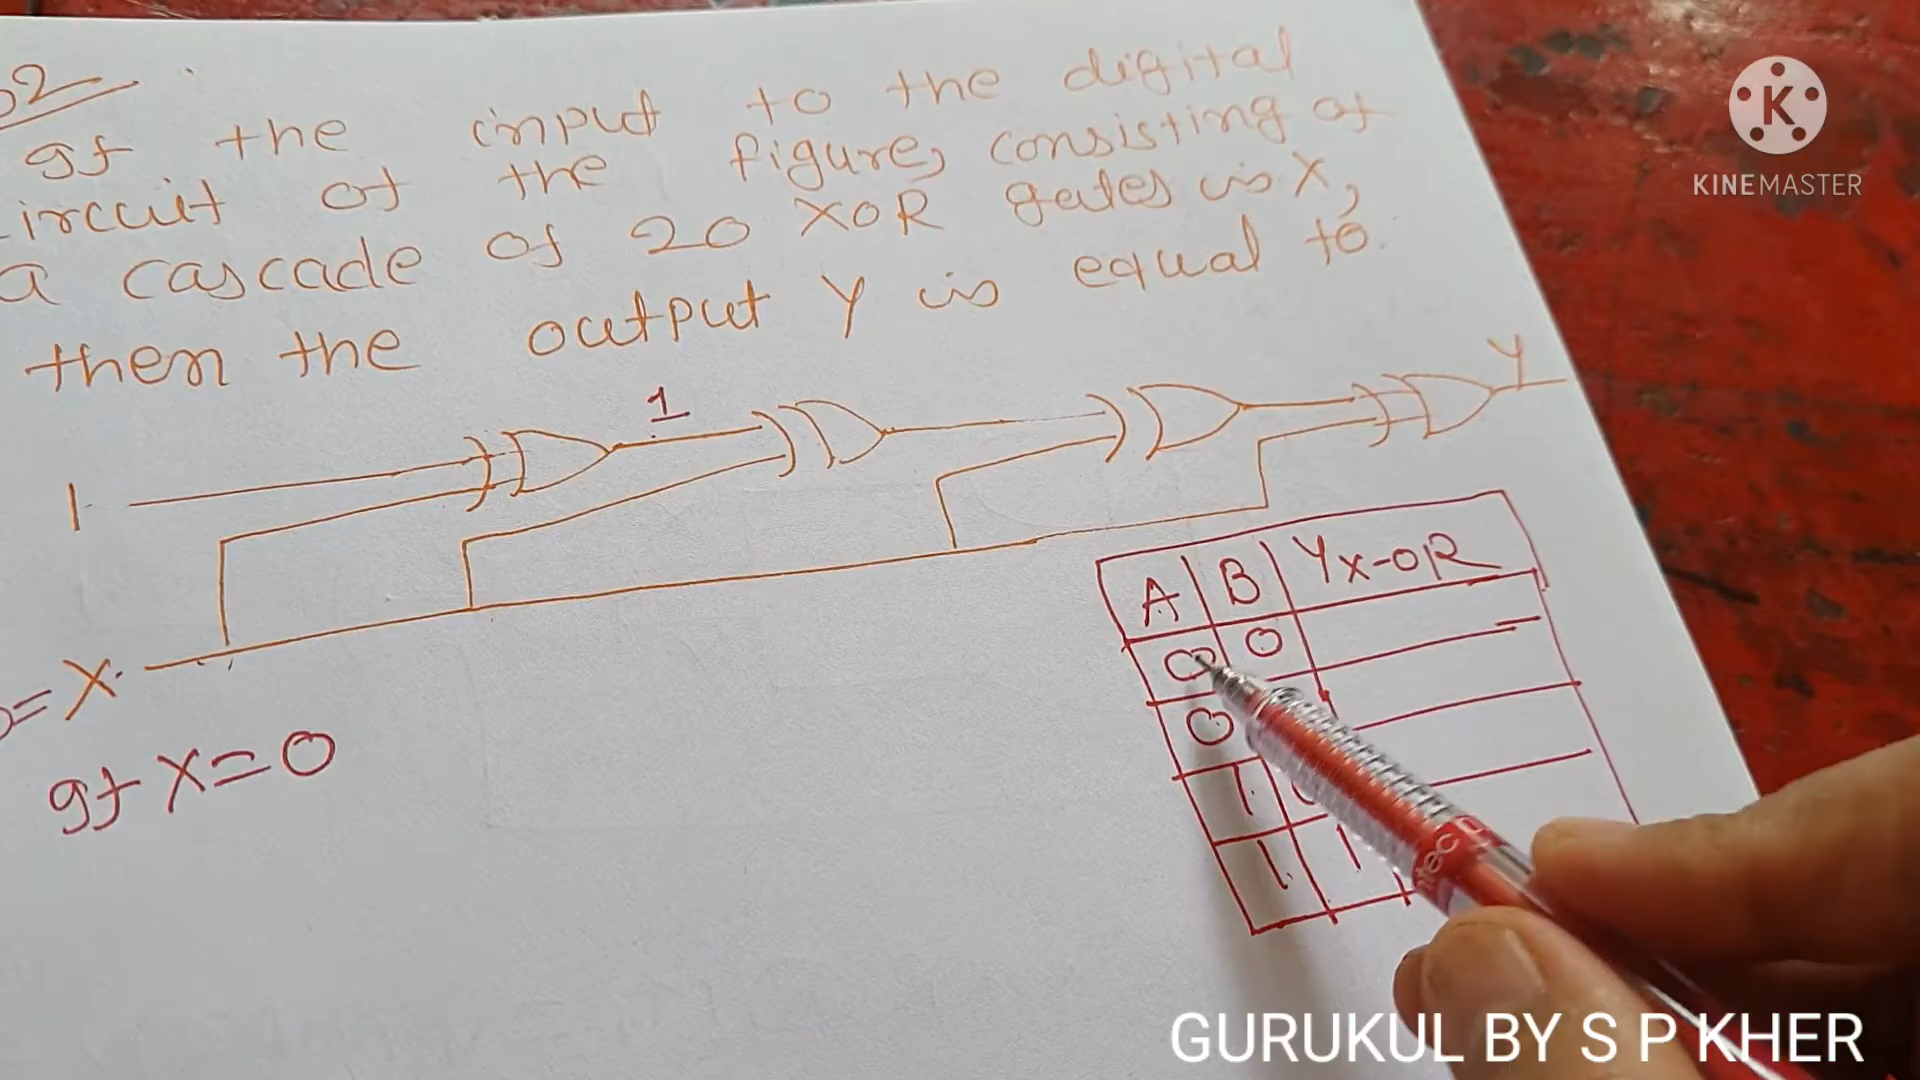 If the input to the digital
circuit of the figure, consisting of
a cascade of 20 XOR gates is X,
then the output Y is equal to.
1
1
Y
= X.
If X=0
A B Y X-OR
0 0
0
1
1 1
K
KINEMASTER
GURUKUL BY S P KHER